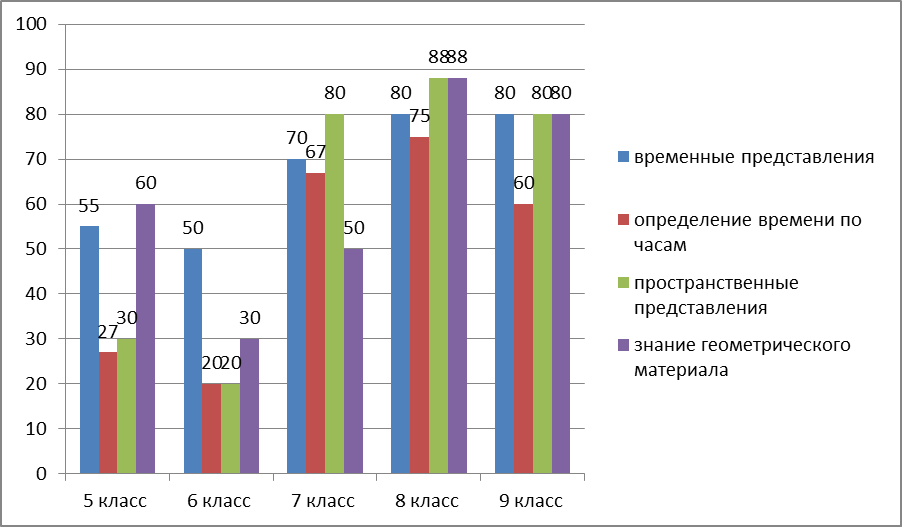 100
90
80
70
60
50
40
30
20
10
0
55
27
30
60
50
20
20
30
70
67
80
50
80
75
88
88
80
60
80
80
5 класс
6 класс
7 класс
8 класс
9 класс
временные представления
определение времени по
часам
пространственные
представления
знание геометрического
материала